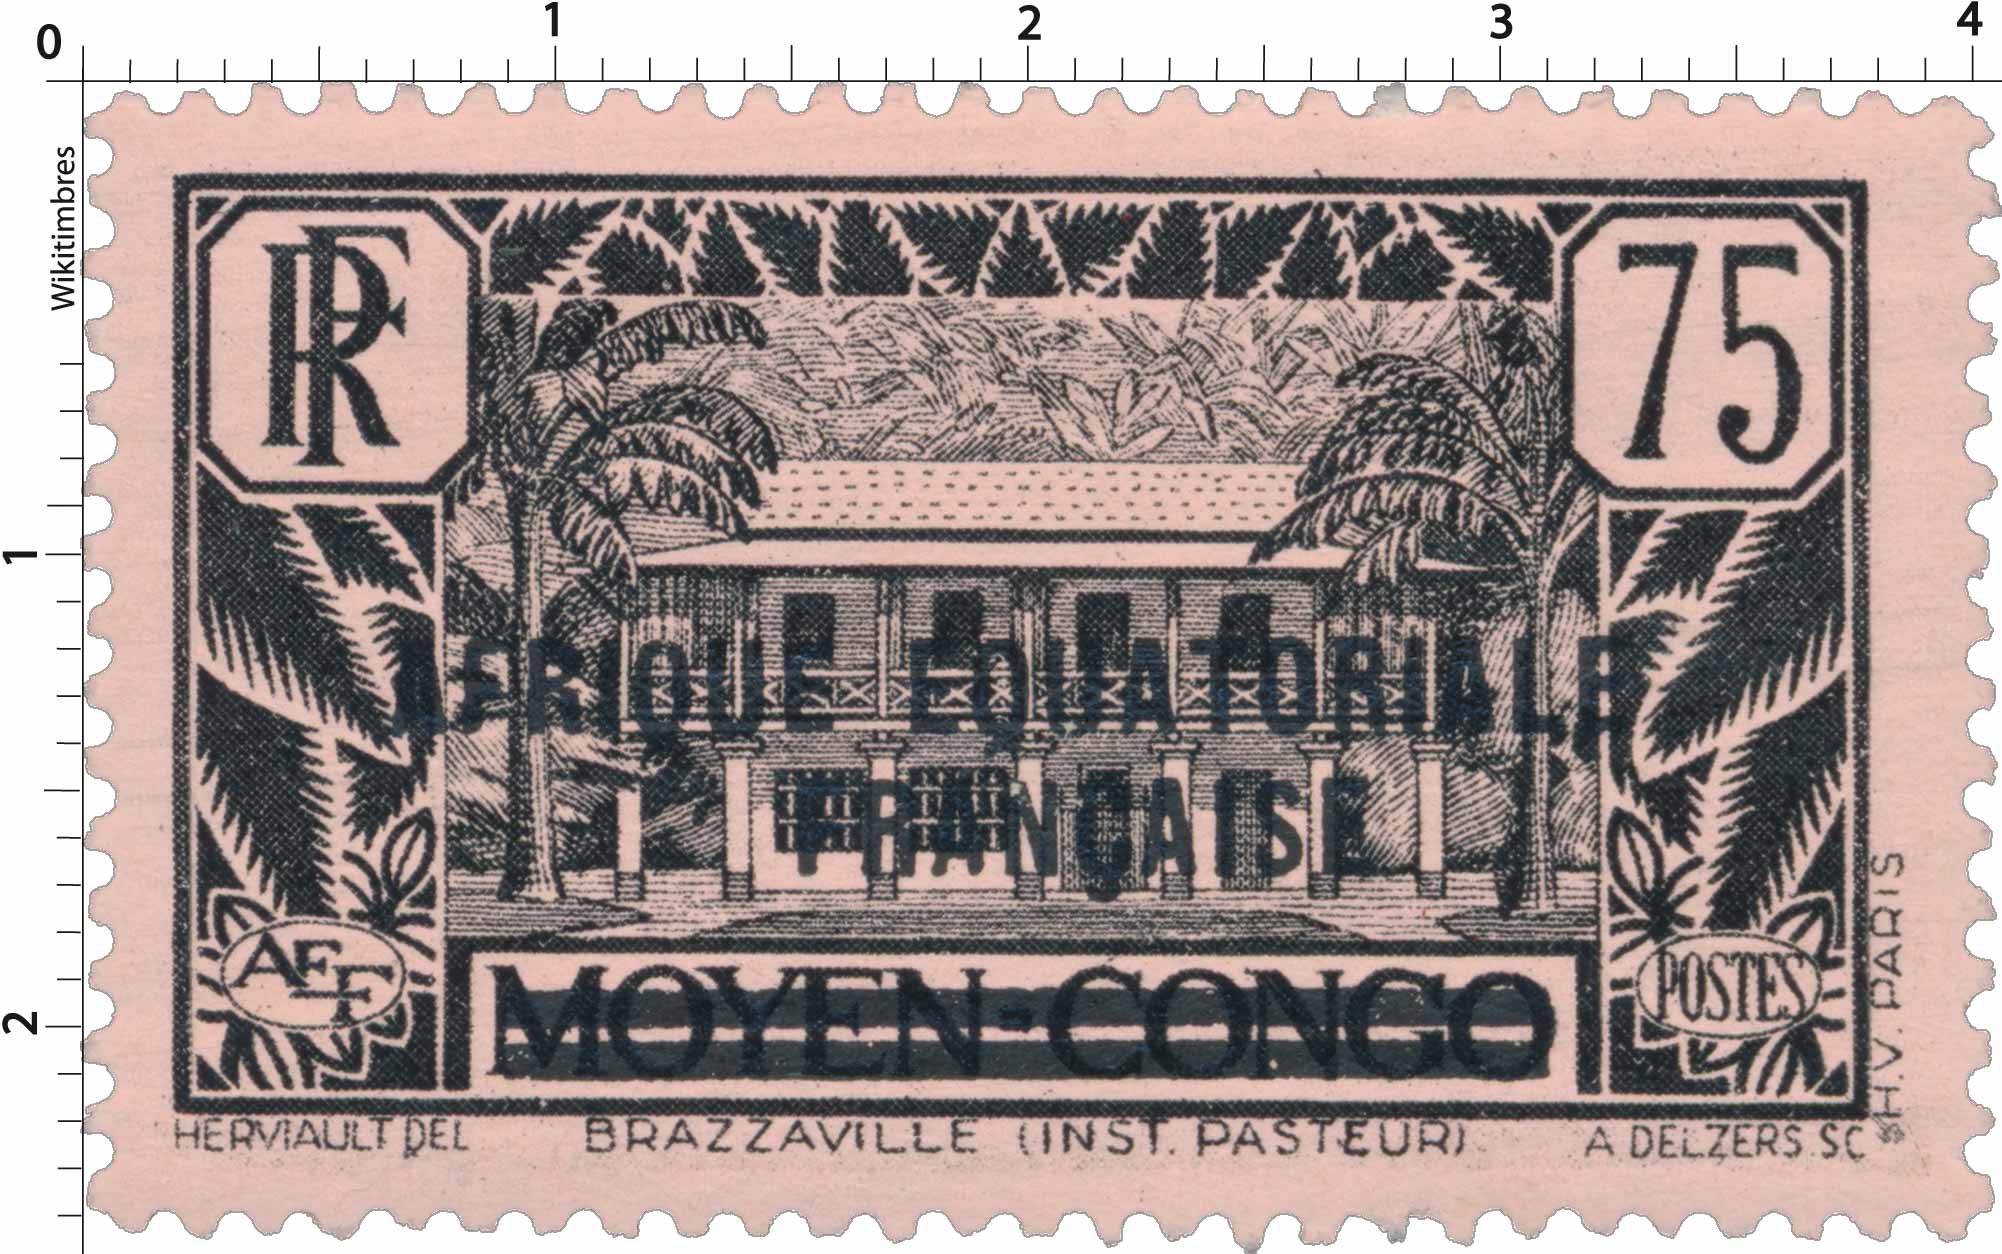 0 1 2 3 4
Wikitimbres
1
2
RF
75
AFRIQUE EQUATORIALE
FRANÇAISE
AEF
MOYEN-CONGO
POSTES
H.V. PARIS
HERVIAULT DEL
BRAZZAVILLE (INST. PASTEUR)
A. DELZERS. SC